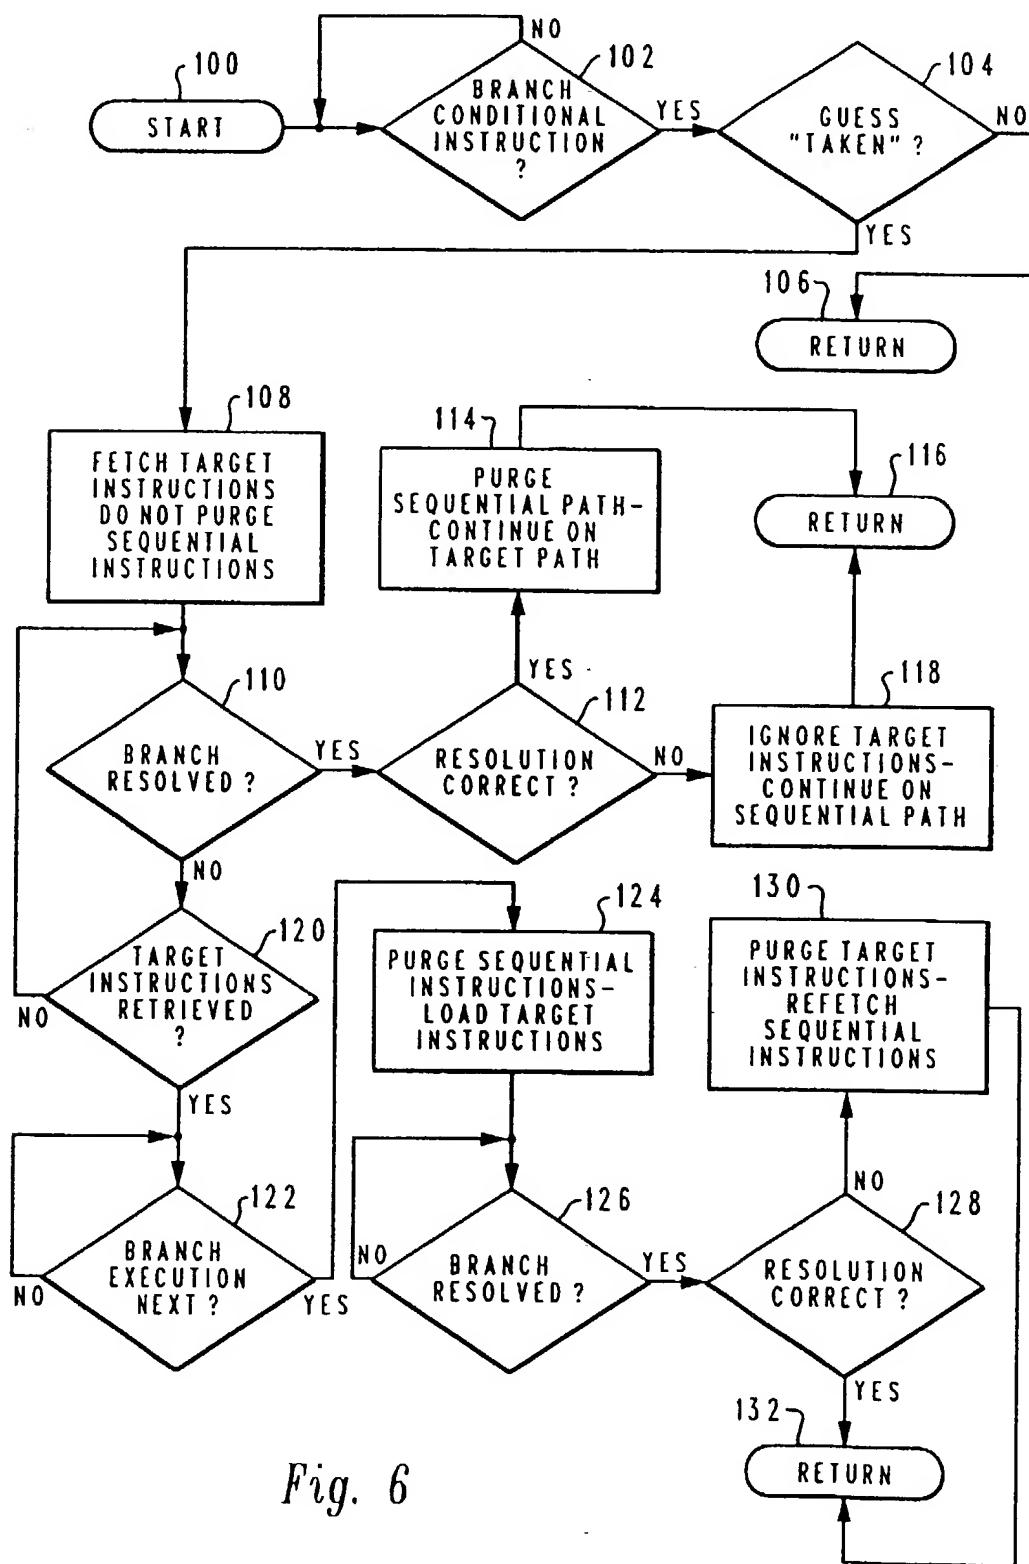 NO
100
102
104
START
BRANCH
CONDITIONAL
INSTRUCTION
?
YES
GUESS
"TAKEN" ?
NO
YES
106
RETURN
108
FETCH TARGET
INSTRUCTIONS
DO NOT PURGE
SEQUENTIAL
INSTRUCTIONS
114
PURGE
SEQUENTIAL PATH-
CONTINUE ON
TARGET PATH
116
RETURN
110
BRANCH
RESOLVED ?
YES
NO
YES
112
RESOLUTION
CORRECT ?
NO
118
IGNORE TARGET
INSTRUCTIONS-
CONTINUE ON
SEQUENTIAL PATH
120
TARGET
INSTRUCTIONS
RETRIEVED
?
NO
YES
124
PURGE SEQUENTIAL
INSTRUCTIONS-
LOAD TARGET
INSTRUCTIONS
130
PURGE TARGET
INSTRUCTIONS-
REFETCH
SEQUENTIAL
INSTRUCTIONS
122
BRANCH
EXECUTION
NEXT ?
NO
YES
126
BRANCH
RESOLVED ?
NO
YES
NO
128
RESOLUTION
CORRECT ?
YES
132
RETURN
Fig. 6